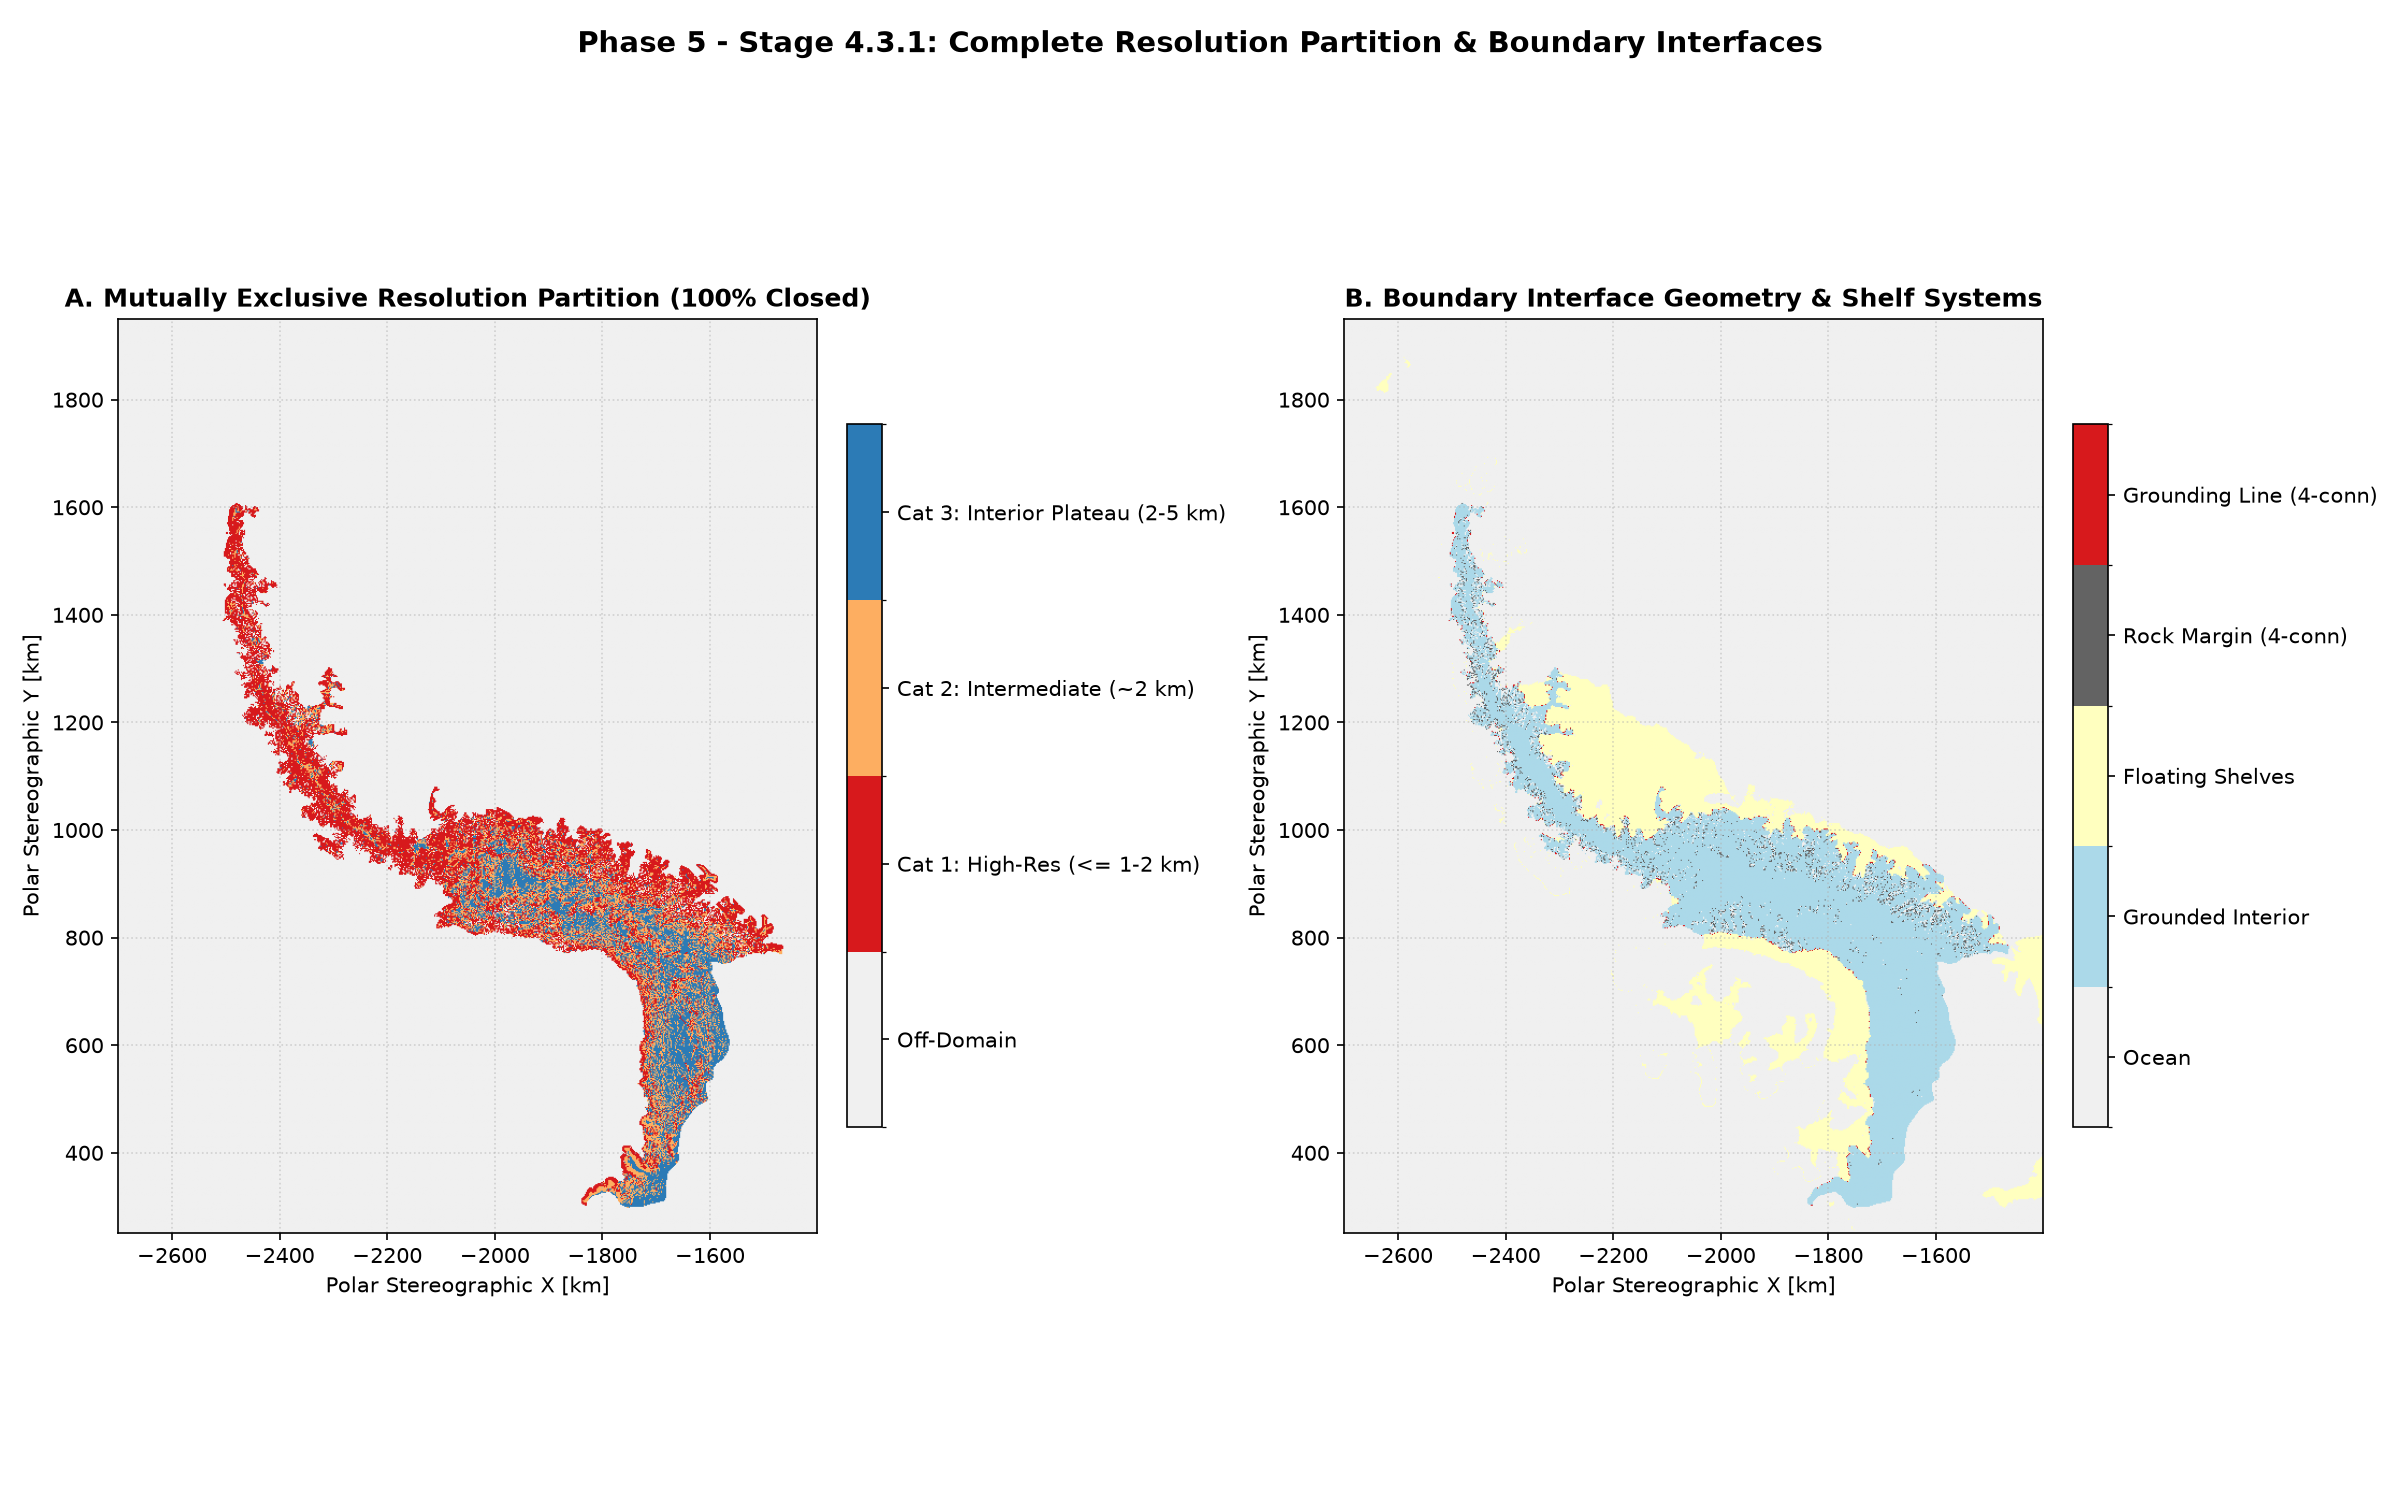 Phase 5 - Stage 4.3.1: Complete Resolution Partition & Boundary Interfaces
A. Mutually Exclusive Resolution Partition (100% Closed)
Polar Stereographic Y [km]
1800
1600
1400
1200
1000
800
600
400
−2600 −2400 −2200 −2000 −1800 −1600
Polar Stereographic X [km]
Cat 3: Interior Plateau (2-5 km)
Cat 2: Intermediate (~2 km)
Cat 1: High-Res (<= 1-2 km)
Off-Domain
B. Boundary Interface Geometry & Shelf Systems
Polar Stereographic Y [km]
1800
1600
1400
1200
1000
800
600
400
−2600 −2400 −2200 −2000 −1800 −1600
Polar Stereographic X [km]
Grounding Line (4-conn)
Rock Margin (4-conn)
Floating Shelves
Grounded Interior
Ocean